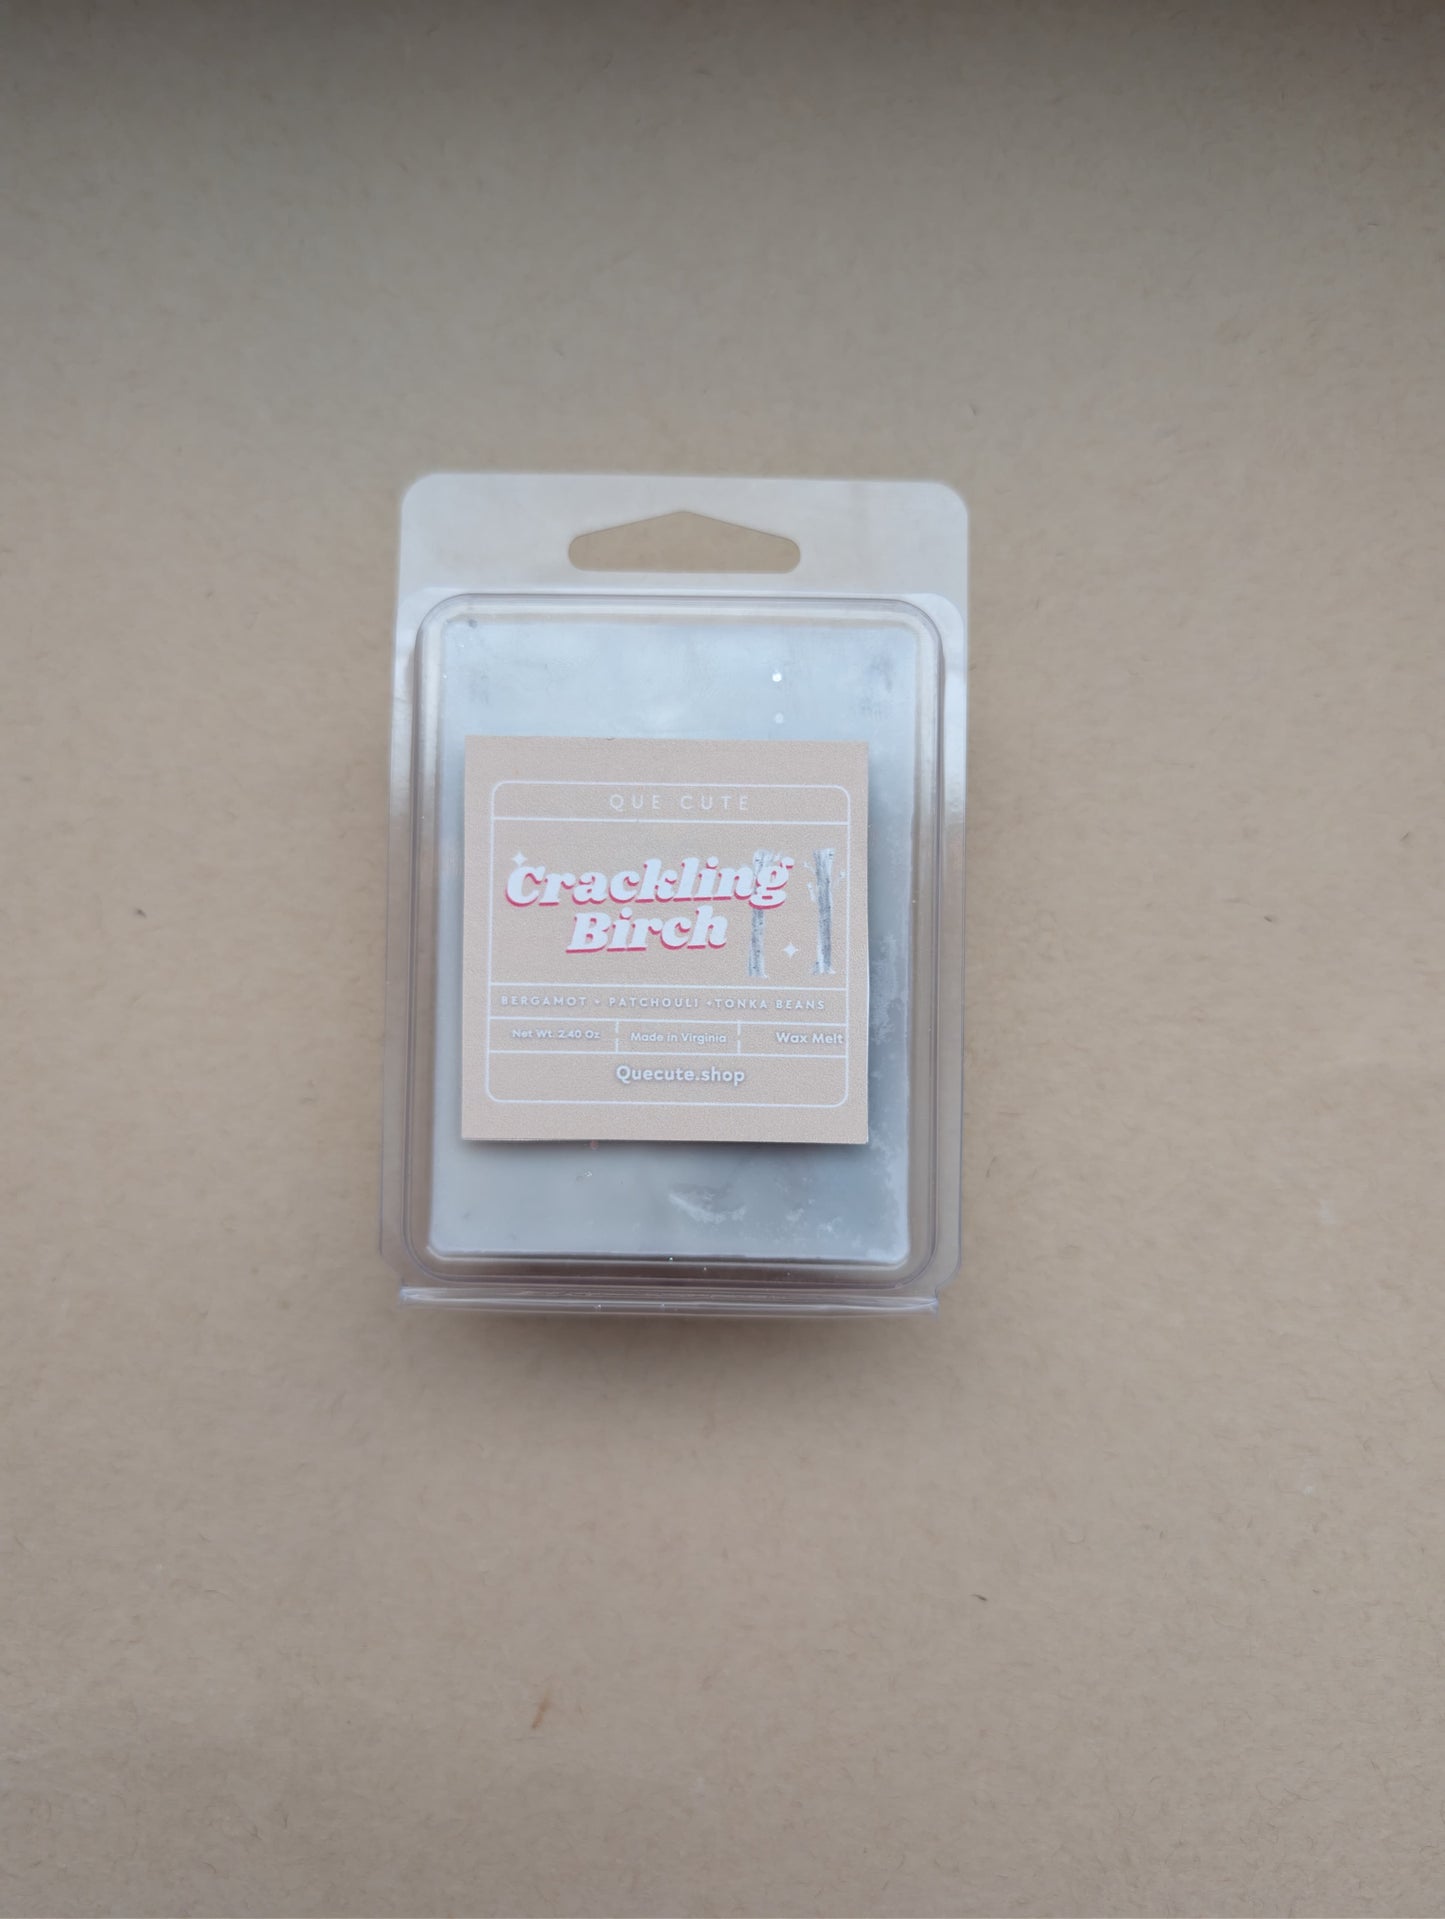 QUE CUTE
Crackling
Birch
BERGAMOT + PATCHOULI +TONKA BEANS
Net Wt. 2.40 Oz
Made in Virginia
Wax Melt
Quecute.shop